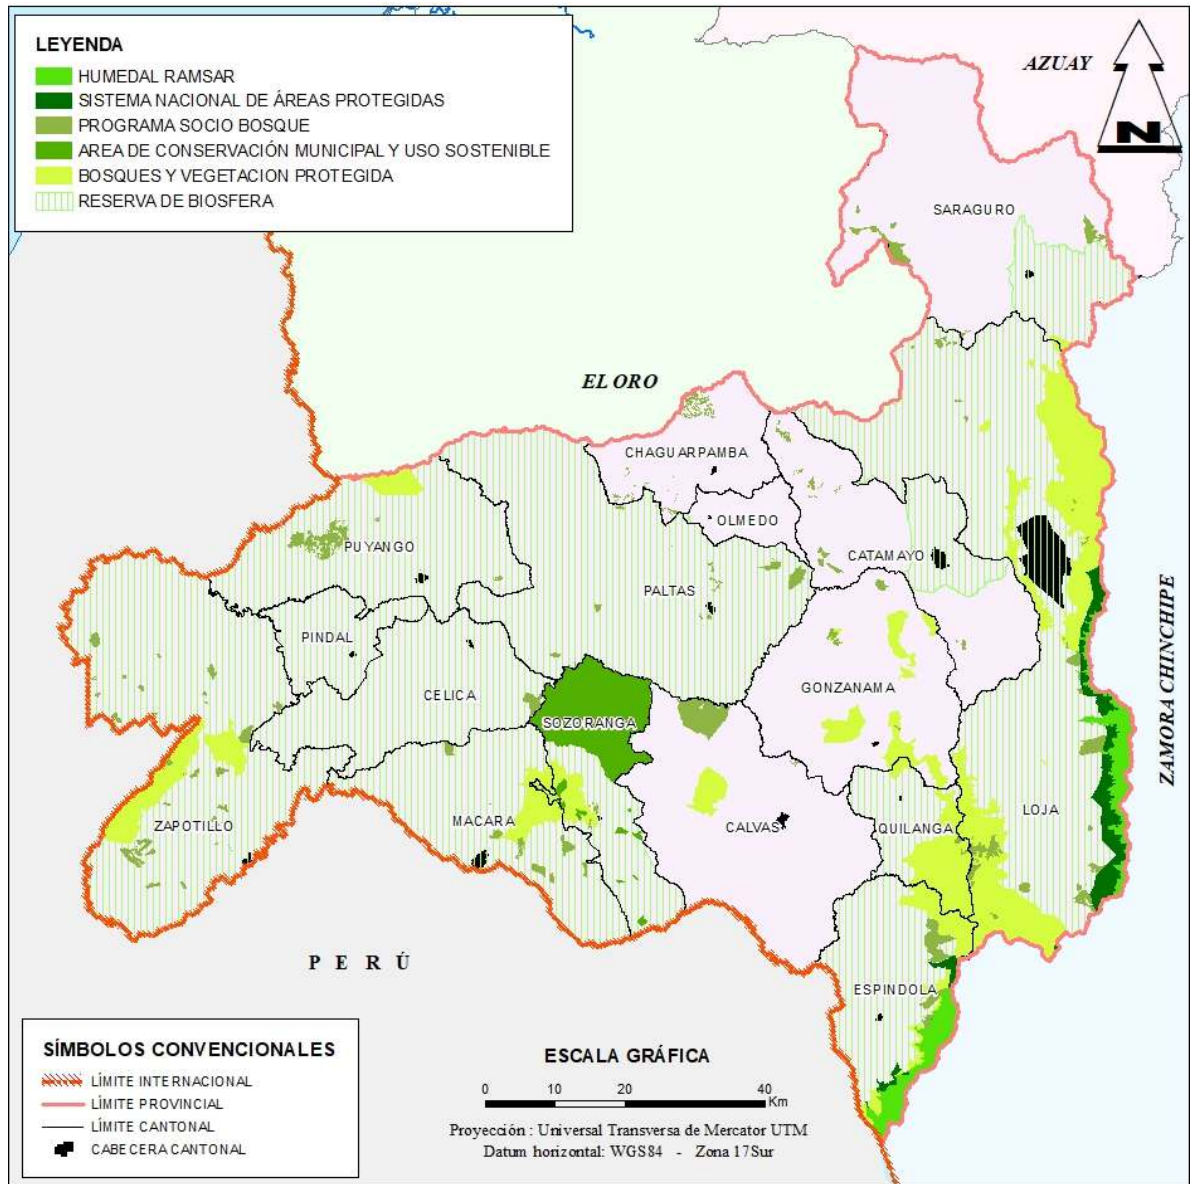 LEYENDA
HUMEDAL RAMSAR
SISTEMA NACIONAL DE ÁREAS PROTEGIDAS
PROGRAMA SOCIO BOSQUE
AREA DE CONSERVACIÓN MUNICIPAL Y USO SOSTENIBLE
BOSQUES Y VEGETACION PROTEGIDA
RESERVA DE BIOSFERA
AZUAY
N
SARAGURO
EL ORO
CHAGUARPAMBA
OLMEDO
PUYANGO
CATAMAYO
PALTAS
ZAMORA CHINCHIPE
PINDAL
CELICA
GONZANAMA
SOZORANGA
LOJA
ZAPOTILLO
MACARA
CALVAS
QUILANGA
PERÚ
ESPINDOLA
SÍMBOLOS CONVENCIONALES
LÍMITE INTERNACIONAL
LÍMITE PROVINCIAL
LÍMITE CANTONAL
CABECERA CANTONAL
ESCALA GRÁFICA
0 10 20 40
Km
Proyección : Universal Transversa de Mercator UTM
Datum horizontal: WGS84 - Zona 17Sur